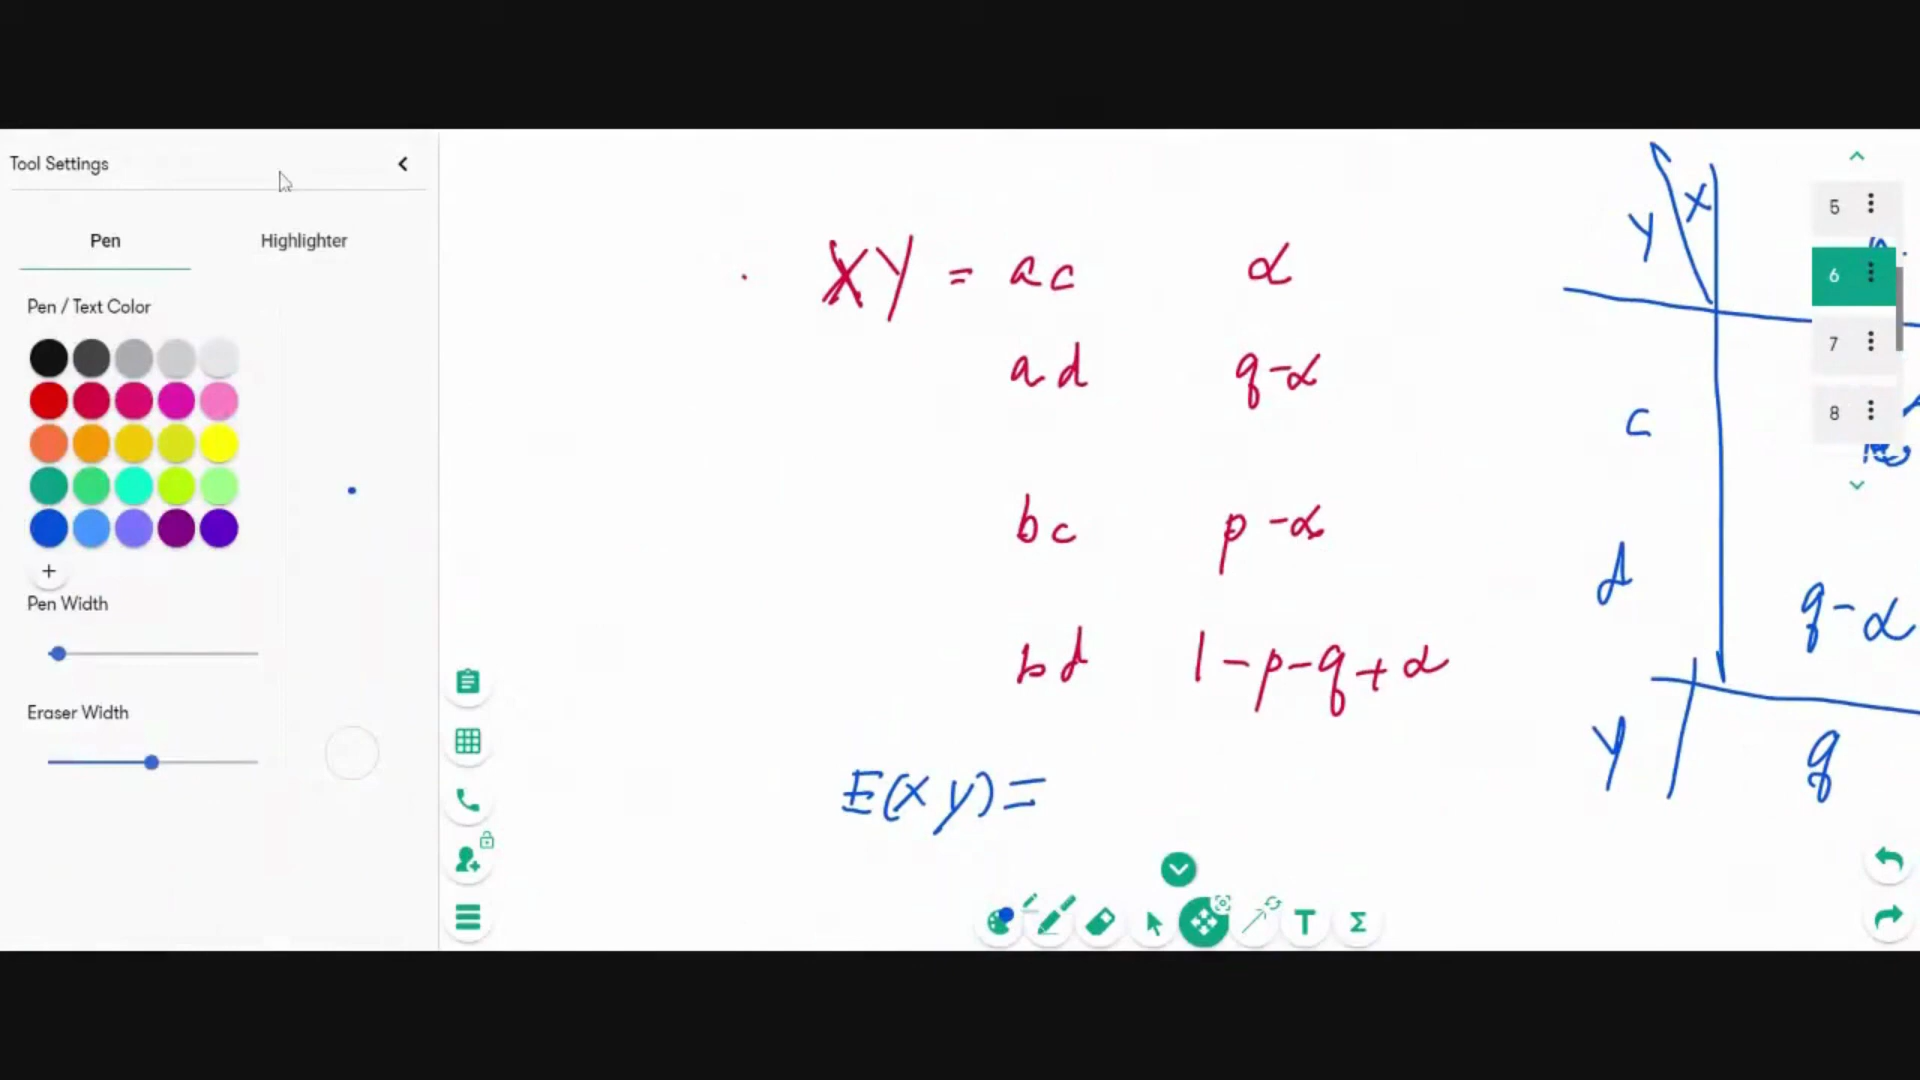 Tool Settings
Pen Highlighter
Pen / Text Color
Pen Width
Eraser Width
XY = ac α
ad q-α
bc p-α
bd 1-p-q+α
E(XY)=
X
Y
c
d q-α
Y q
5
6
7
8
T Σ